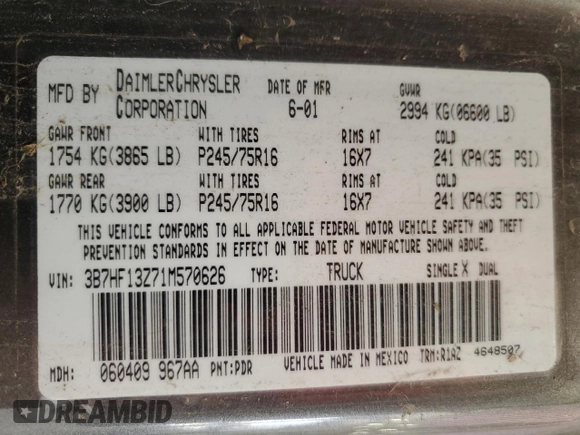 MFD BY DAIMLERCHRYSLER CORPORATION DATE OF MFR 6-01 GVWR 2994 KG(06600 LB)
GAWR FRONT WITH TIRES RIMS AT COLD
1754 KG(3865 LB) P245/75R16 16X7 241 KPA(35 PSI)
GAWR REAR WITH TIRES RIMS AT COLD
1770 KG(3900 LB) P245/75R16 16X7 241 KPA(35 PSI)
THIS VEHICLE CONFORMS TO ALL APPLICABLE FEDERAL MOTOR VEHICLE SAFETY AND THEFT
PREVENTION STANDARDS IN EFFECT ON THE DATE OF MANUFACTURE SHOWN ABOVE.
VIN: 3B7HF13Z71M570626 TYPE: TRUCK SINGLE X DUAL
MDH: 060409 967AA PNT:PDR VEHICLE MADE IN MEXICO TRM:R1AZ 4648507
DREAMBID